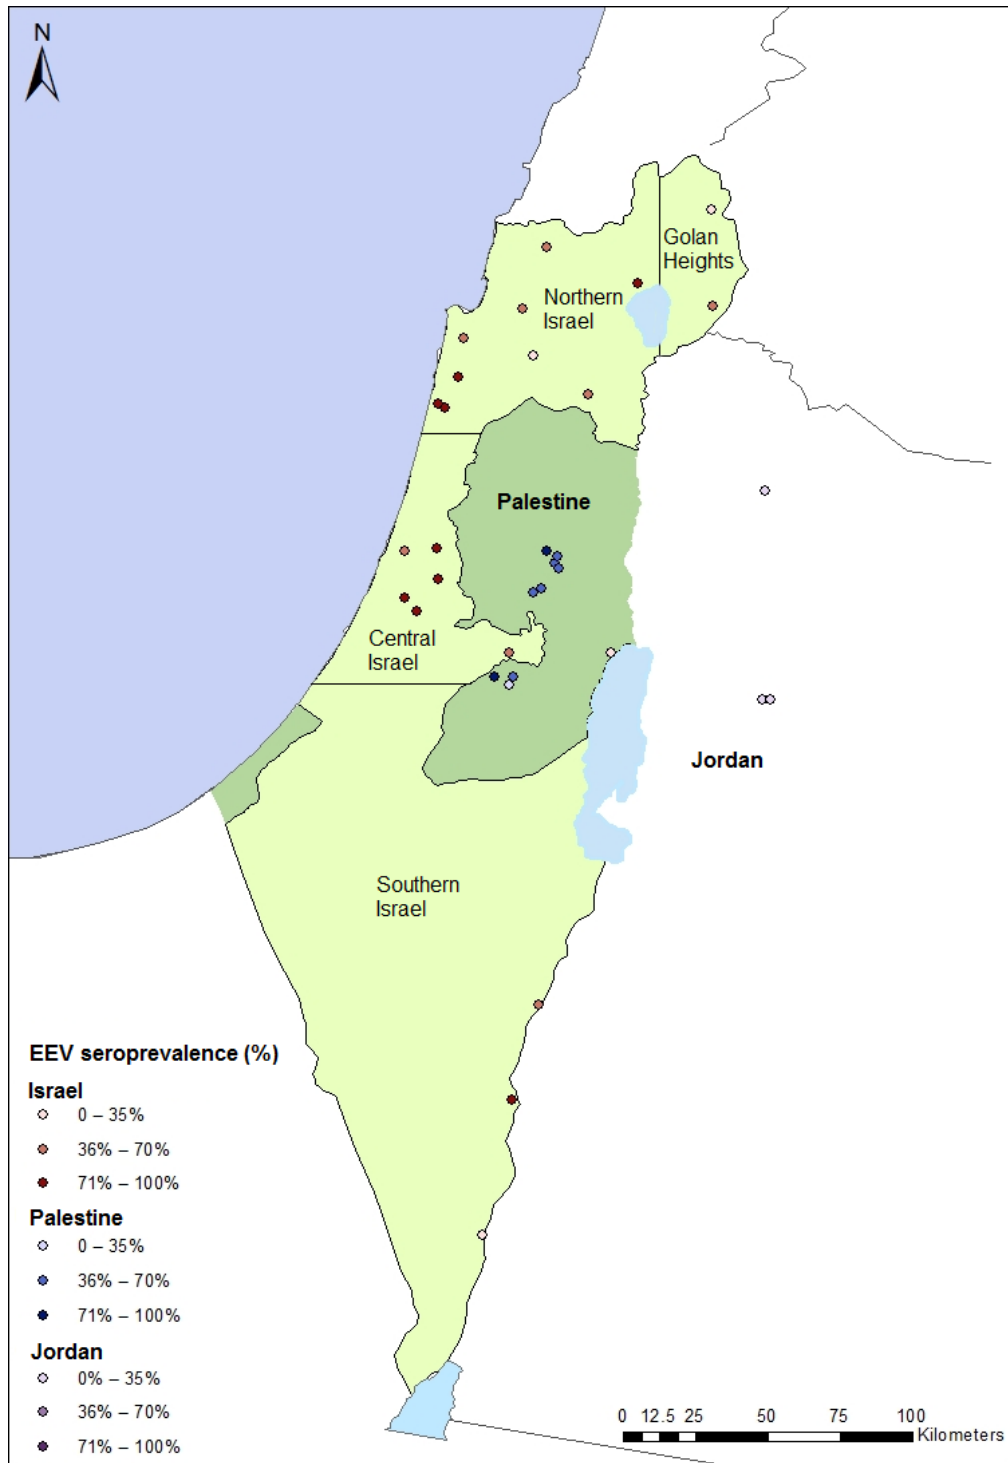 N
Golan
Heights
Northern
Israel
Palestine
Central
Israel
Jordan
Southern
Israel
EEV seroprevalence (%)
Israel
0 – 35%
36% – 70%
71% – 100%
Palestine
0 – 35%
36% – 70%
71% – 100%
Jordan
0% – 35%
36% – 70%
71% – 100%
0 12.5 25 50 75 100
Kilometers